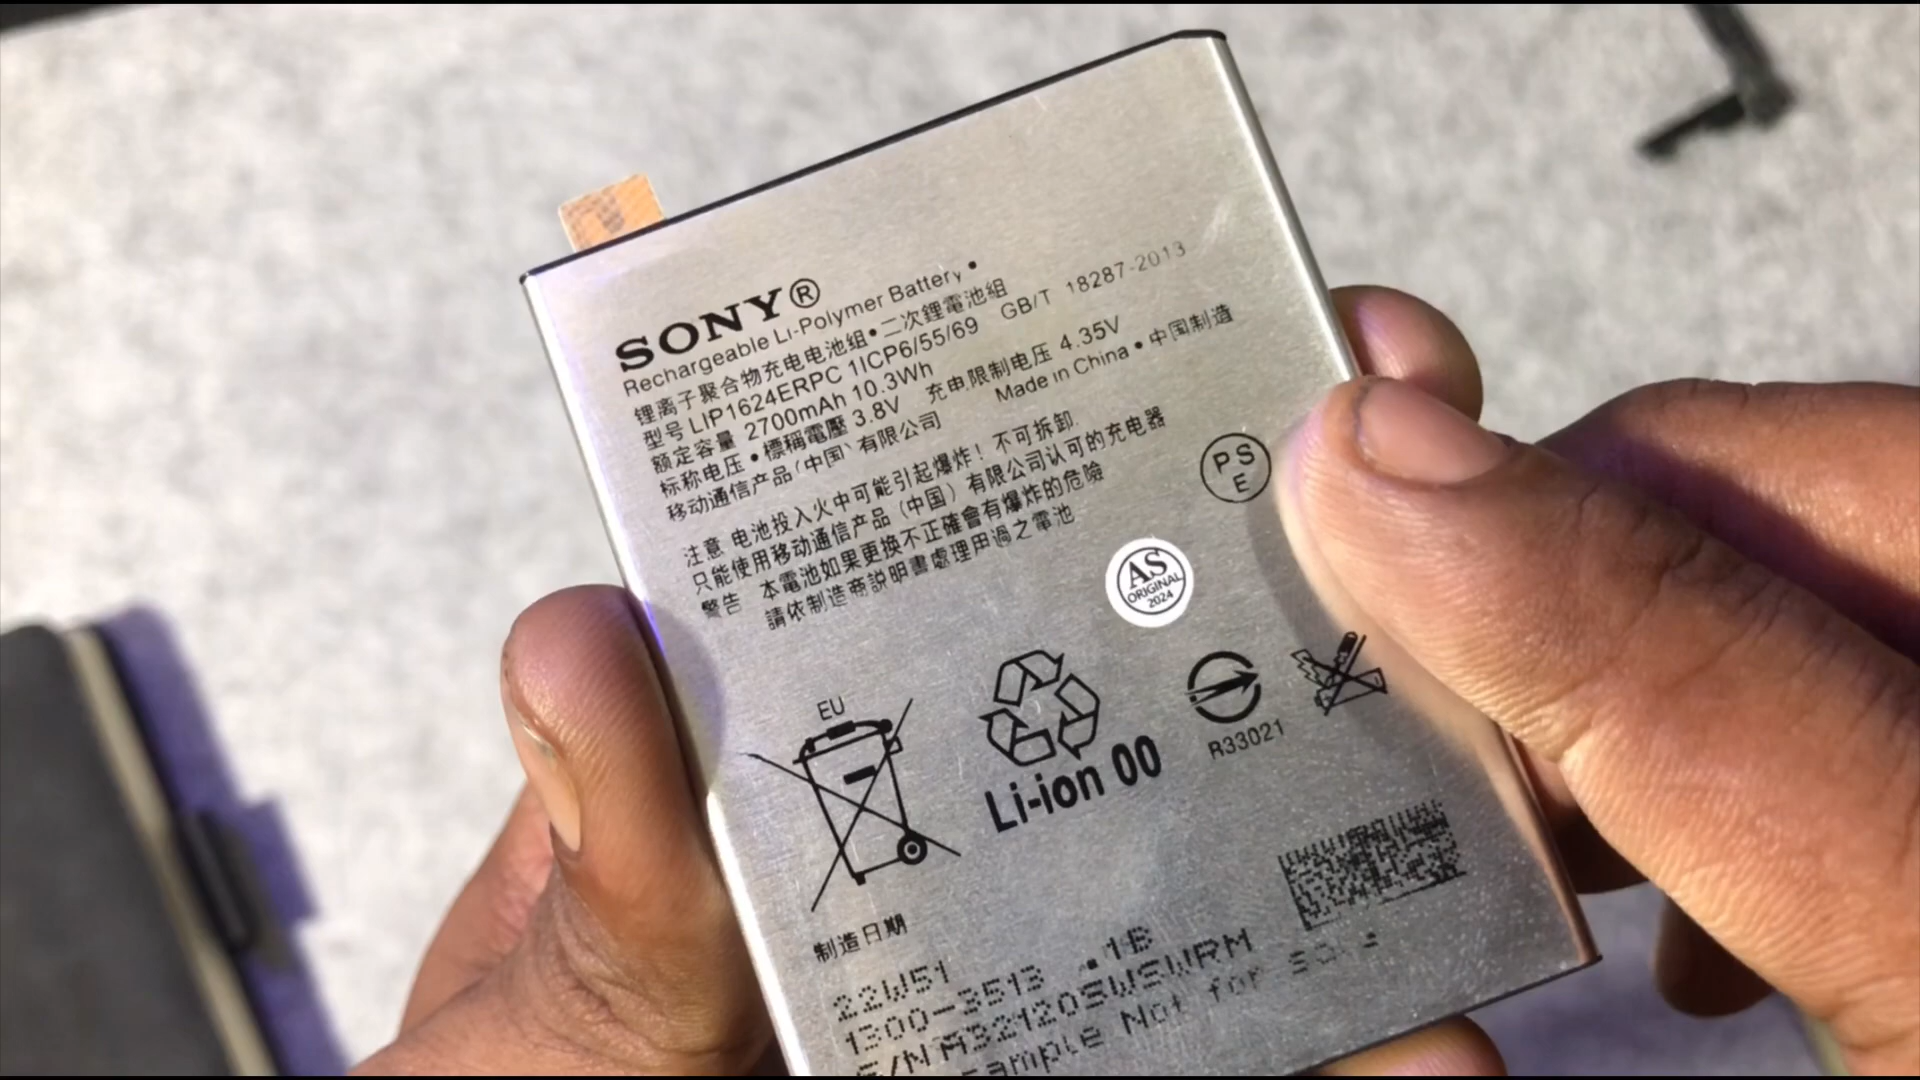 SONY®
Rechargeable Li-Polymer Battery •
锂离子聚合物充电电池组•二次鋰電池組
型号 LIP1624ERPC 1ICP6/55/69 GB/T 18287-2013
额定容量 2700mAh 10.3Wh
标称电压•標稱電壓 3.8V 充电限制电压 4.35V
移动通信产品(中国)有限公司 Made in China • 中国制造
注意 电池投入火中可能引起爆炸！不可拆卸.
只能使用移动通信产品(中国)有限公司认可的充电器
警告 本電池如果更换不正確會有爆炸的危險
請依制造商説明書處理用過之電池
PSE
AS
ORIGINAL
2024
EU
Li-ion 00
R33021
制造日期
22W51
1300-3513 .1B
Not for